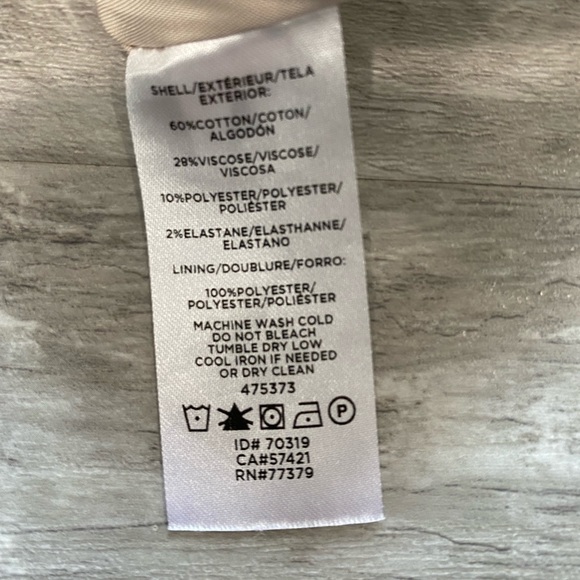 SHELL/EXTÉRIEUR/TELA
EXTERIOR:
60%COTTON/COTON/
ALGODÓN
28%VISCOSE/VISCOSE/
VISCOSA
10%POLYESTER/POLYESTER/
POLIÉSTER
2%ELASTANE/ELASTHANNE/
ELASTANO
LINING/DOUBLURE/FORRO:
100%POLYESTER/
POLYESTER/POLIÉSTER
MACHINE WASH COLD
DO NOT BLEACH
TUMBLE DRY LOW
COOL IRON IF NEEDED
OR DRY CLEAN
475373
P
ID# 70319
CA#57421
RN#77379